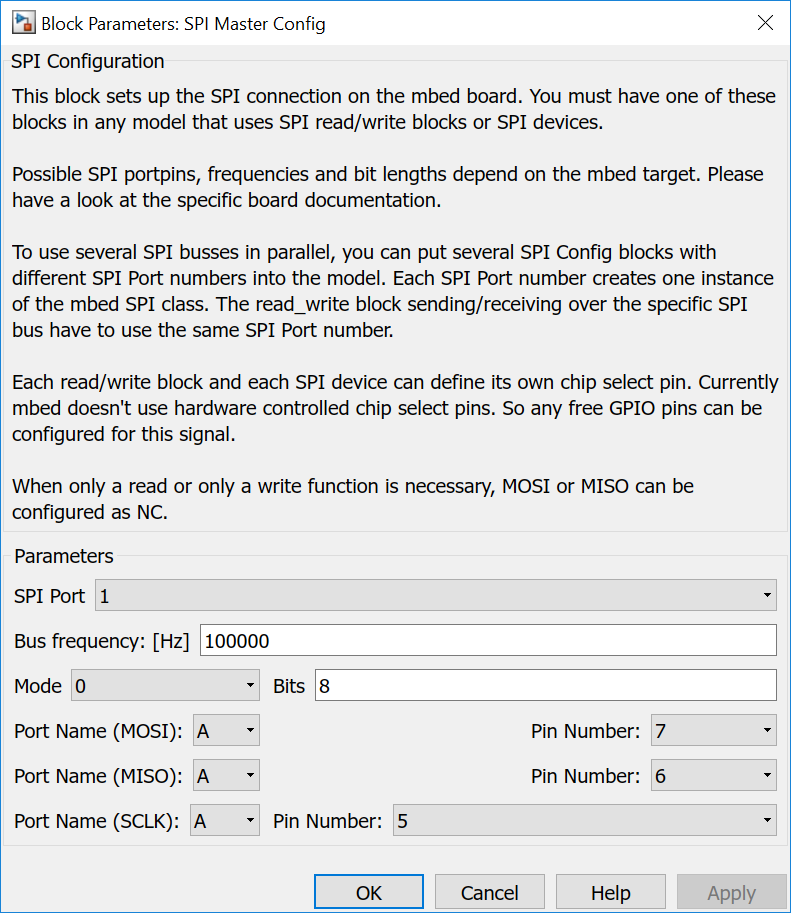 Block Parameters: SPI Master Config
SPI Configuration
This block sets up the SPI connection on the mbed board. You must have one of these
blocks in any model that uses SPI read/write blocks or SPI devices.
Possible SPI portpins, frequencies and bit lengths depend on the mbed target. Please
have a look at the specific board documentation.
To use several SPI busses in parallel, you can put several SPI Config blocks with
different SPI Port numbers into the model. Each SPI Port number creates one instance
of the mbed SPI class. The read_write block sending/receiving over the specific SPI
bus have to use the same SPI Port number.
Each read/write block and each SPI device can define its own chip select pin. Currently
mbed doesn't use hardware controlled chip select pins. So any free GPIO pins can be
configured for this signal.
When only a read or only a write function is necessary, MOSI or MISO can be
configured as NC.
Parameters
SPI Port 1
Bus frequency: [Hz] 100000
Mode 0 Bits 8
Port Name (MOSI): A Pin Number: 7
Port Name (MISO): A Pin Number: 6
Port Name (SCLK): A Pin Number: 5
OK Cancel Help Apply